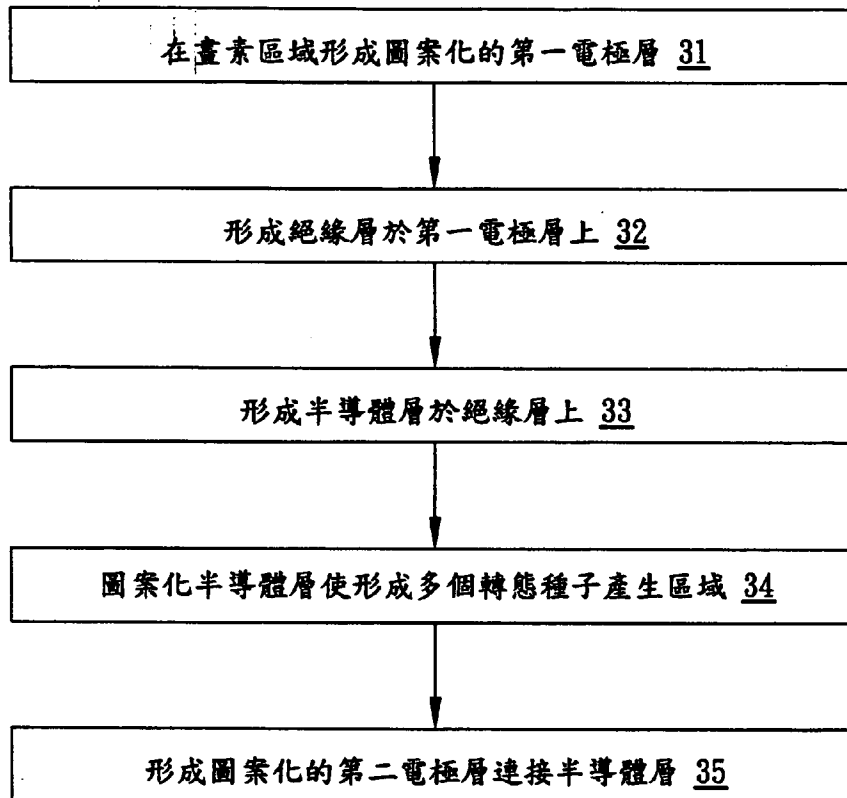 在畫素區域形成圖案化的第一電極層 31
形成絕緣層於第一電極層上 32
形成半導體層於絕緣層上 33
圖案化半導體層使形成多個轉態種子產生區域 34
形成圖案化的第二電極層連接半導體層 35